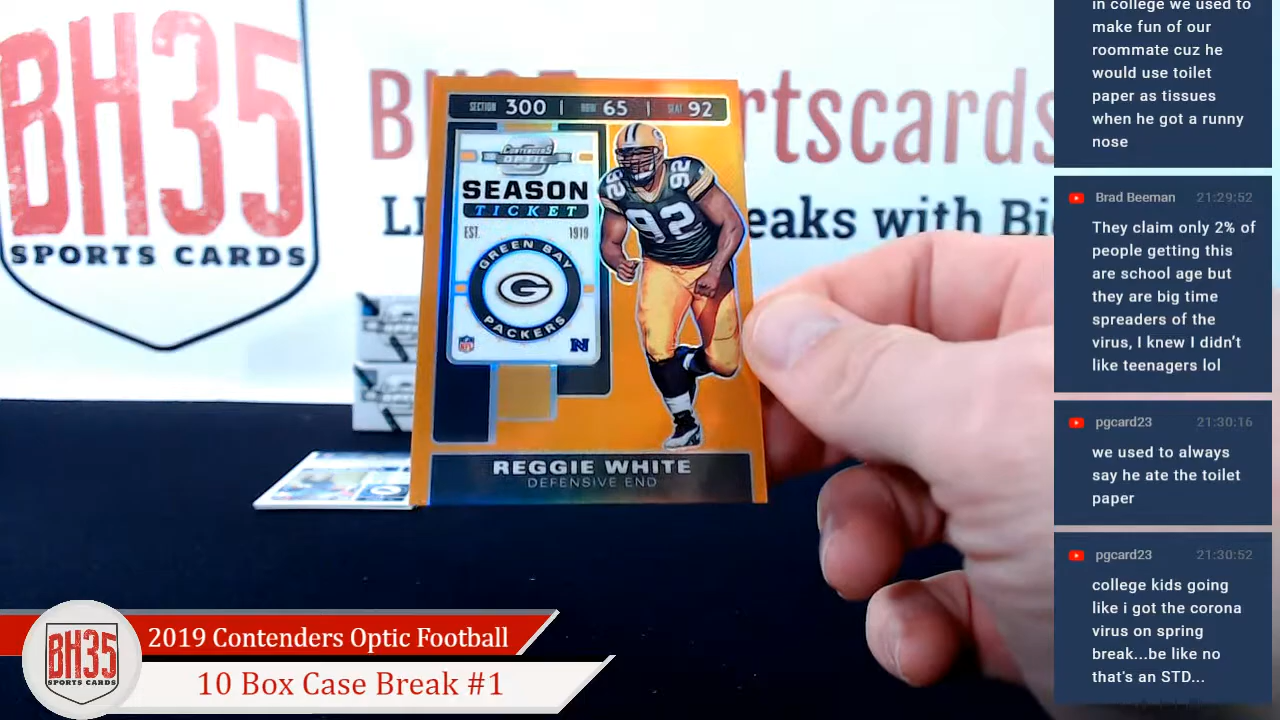 BH35
SPORTS CARDS
SECTION 300 | ROW 65 | SEAT 92
CONTENDERS
OPTIC
SEASON
TICKET
EST. 1919
GREEN BAY
G
PACKERS
NFL
N
92
92
REGGIE WHITE
DEFENSIVE END
rtscards
eaks with Bi
BH35
SPORTS CARDS
2019 Contenders Optic Football
10 Box Case Break #1
in college we used to
make fun of our
roommate cuz he
would use toilet
paper as tissues
when he got a runny
nose
Brad Beeman 21:29:52
They claim only 2% of
people getting this
are school age but
they are big time
spreaders of the
virus, I knew I didn't
like teenagers lol
pgcard23 21:30:16
we used to always
say he ate the toilet
paper
pgcard23 21:30:52
college kids going
like i got the corona
virus on spring
break...be like no
that's an STD...